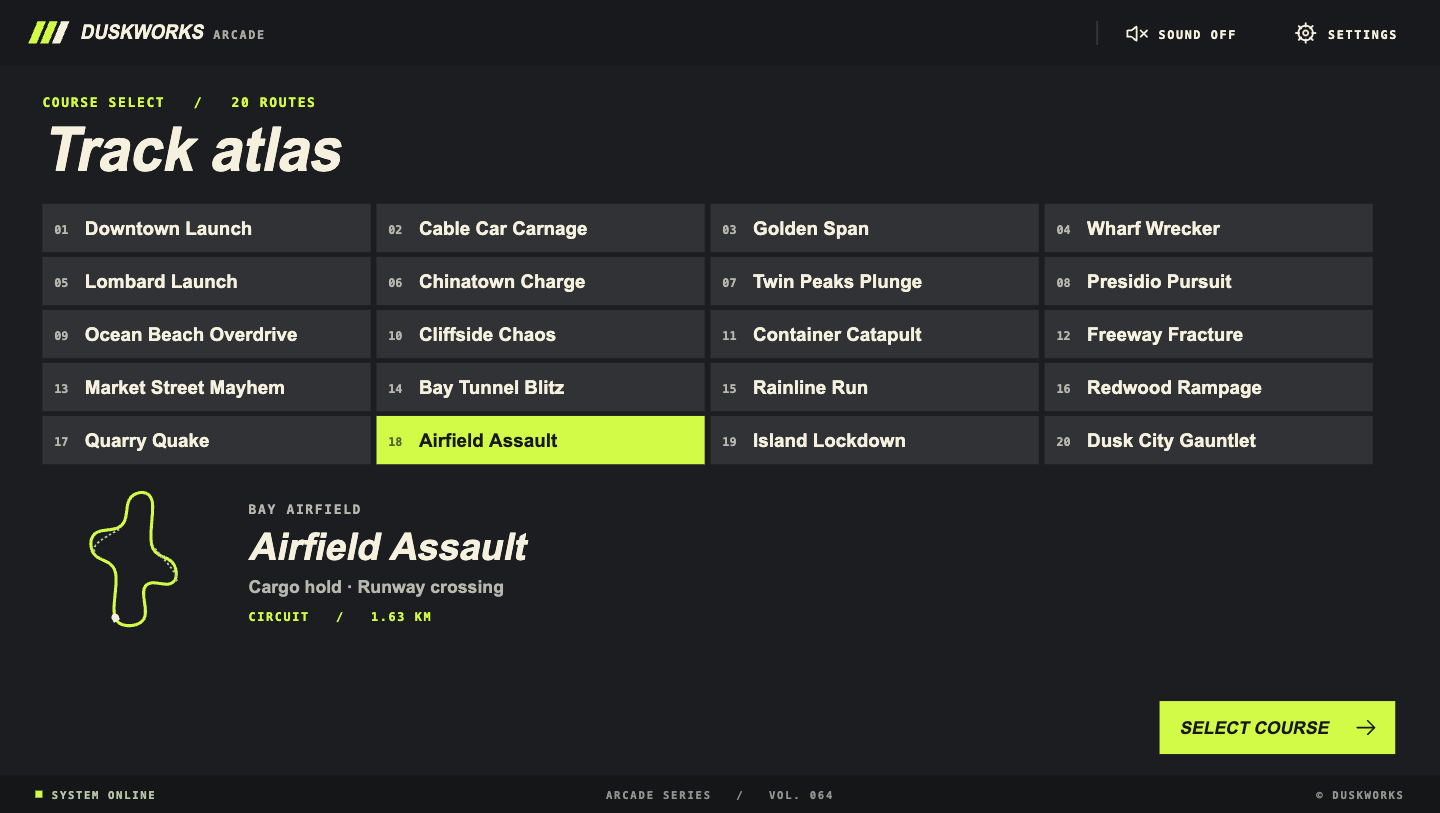 DUSKWORKS ARCADE
SOUND OFF
SETTINGS
COURSE SELECT / 20 ROUTES
Track atlas
01 Downtown Launch
02 Cable Car Carnage
03 Golden Span
04 Wharf Wrecker
05 Lombard Launch
06 Chinatown Charge
07 Twin Peaks Plunge
08 Presidio Pursuit
09 Ocean Beach Overdrive
10 Cliffside Chaos
11 Container Catapult
12 Freeway Fracture
13 Market Street Mayhem
14 Bay Tunnel Blitz
15 Rainline Run
16 Redwood Rampage
17 Quarry Quake
18 Airfield Assault
19 Island Lockdown
20 Dusk City Gauntlet
BAY AIRFIELD
Airfield Assault
Cargo hold · Runway crossing
CIRCUIT / 1.63 KM
SELECT COURSE
SYSTEM ONLINE
ARCADE SERIES / VOL. 064
© DUSKWORKS